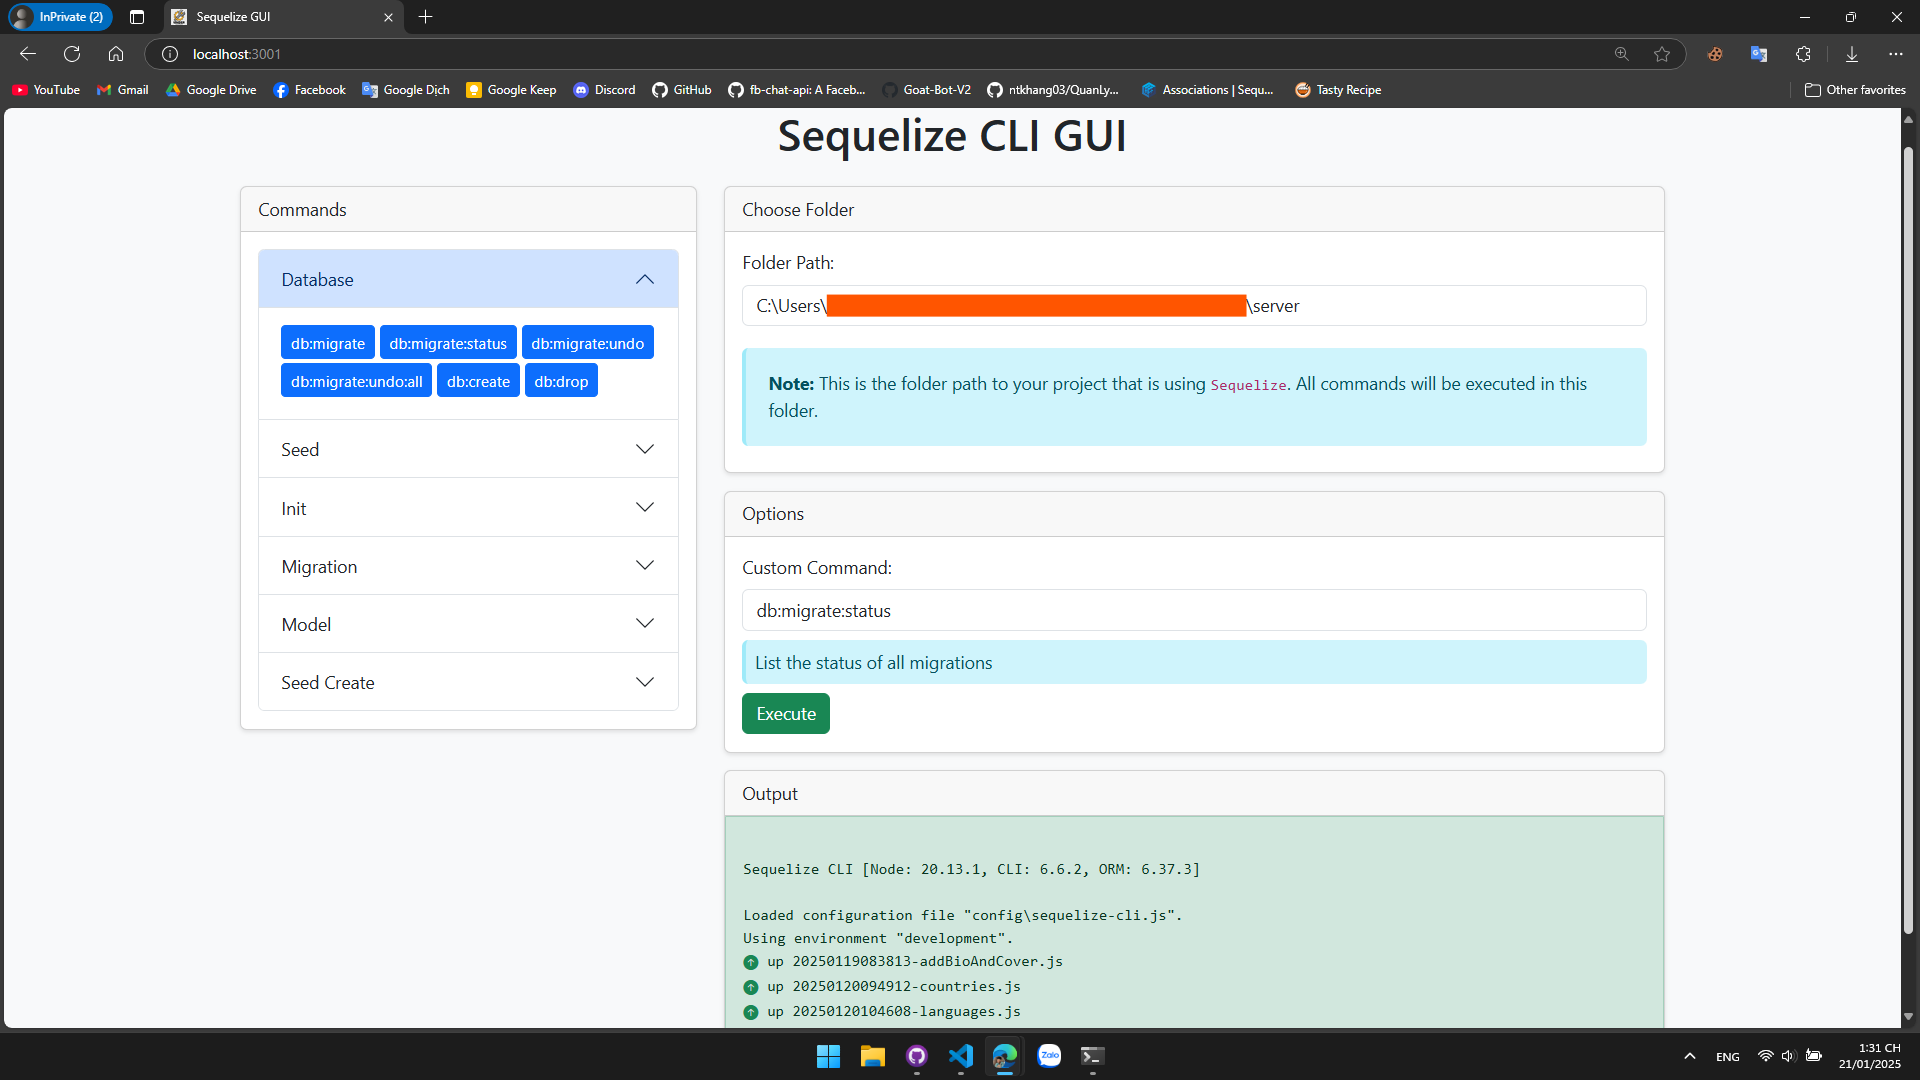 InPrivate (2)
Sequelize GUI
localhost:3001
YouTube
Gmail
Google Drive
Facebook
Google Dịch
Google Keep
Discord
GitHub
fb-chat-api: A Faceb...
Goat-Bot-V2
ntkhang03/QuanLy...
Associations | Sequ...
Tasty Recipe
Other favorites
Sequelize CLI GUI
Commands
Database
db:migrate
db:migrate:status
db:migrate:undo
db:migrate:undo:all
db:create
db:drop
Seed
Init
Migration
Model
Seed Create
Choose Folder
Folder Path:
C:\Users\ \server
Note: This is the folder path to your project that is using Sequelize. All commands will be executed in this
folder.
Options
Custom Command:
db:migrate:status
List the status of all migrations
Execute
Output
Sequelize CLI [Node: 20.13.1, CLI: 6.6.2, ORM: 6.37.3]
Loaded configuration file "config\sequelize-cli.js".
Using environment "development".
up 20250119083813-addBioAndCover.js
up 20250120094912-countries.js
up 20250120104608-languages.js
Zalo
ENG
1:31 CH
21/01/2025